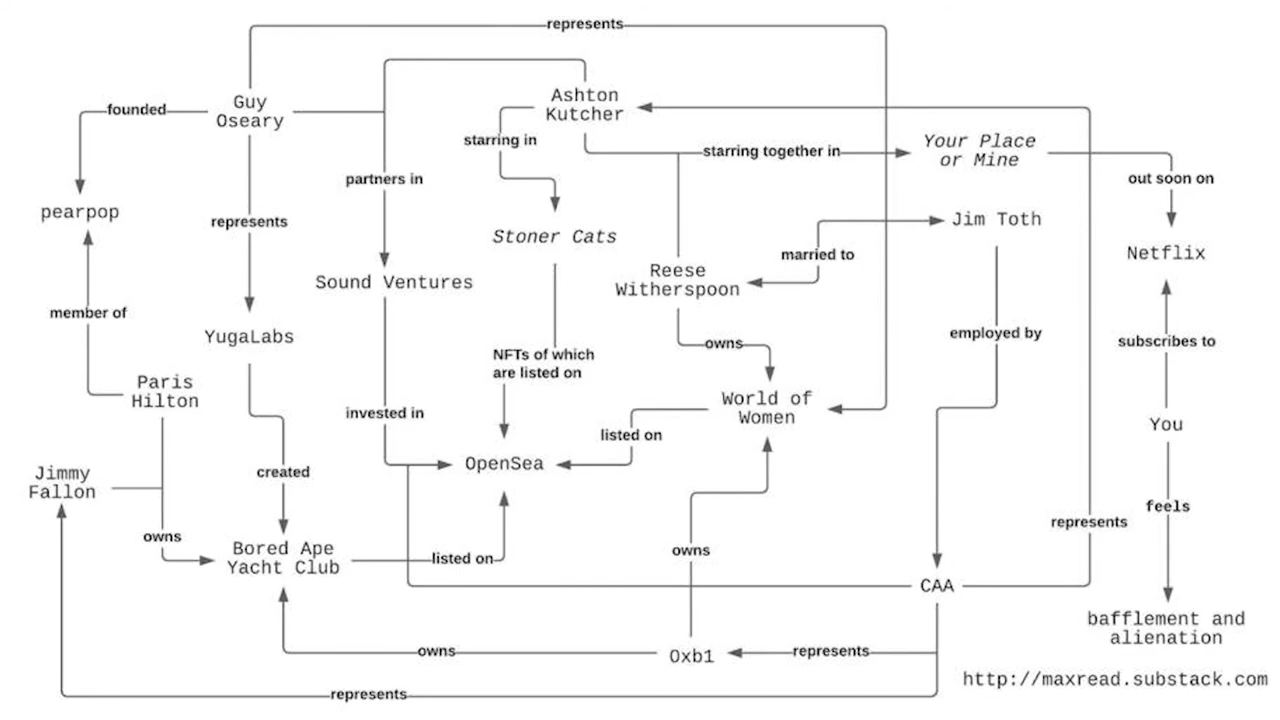 represents
founded
Guy
Oseary
Ashton
Kutcher
starring in
starring together in
Your Place
or Mine
partners in
out soon on
pearpop
represents
Stoner Cats
Jim Toth
married to
Netflix
Sound Ventures
Reese
Witherspoon
member of
YugaLabs
owns
employed by
subscribes to
NFTs of which
are listed on
Paris
Hilton
invested in
World of
Women
listed on
You
Jimmy
Fallon
created
OpenSea
feels
represents
owns
Bored Ape
Yacht Club
listed on
owns
CAA
bafflement and
alienation
owns
Oxb1
represents
http://maxread.substack.com
represents